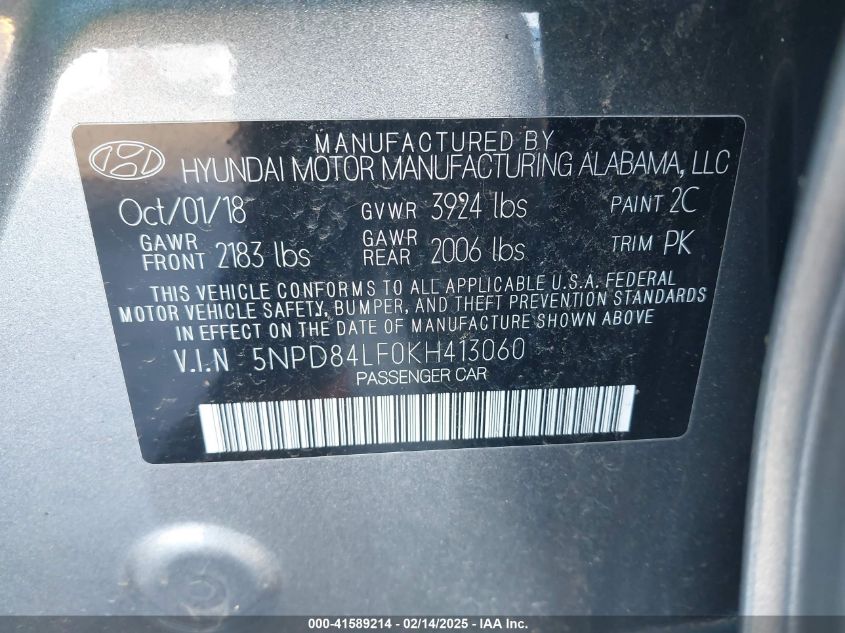 MANUFACTURED BY
HYUNDAI MOTOR MANUFACTURING ALABAMA, LLC
Oct/01/18 GVWR 3924 lbs PAINT 2C
GAWR FRONT 2183 lbs GAWR REAR 2006 lbs TRIM PK
THIS VEHICLE CONFORMS TO ALL APPLICABLE U.S.A. FEDERAL
MOTOR VEHICLE SAFETY, BUMPER, AND THEFT PREVENTION STANDARDS
IN EFFECT ON THE DATE OF MANUFACTURE SHOWN ABOVE
V.I.N 5NPD84LF0KH413060
PASSENGER CAR
000-41589214 - 02/14/2025 - IAA Inc.